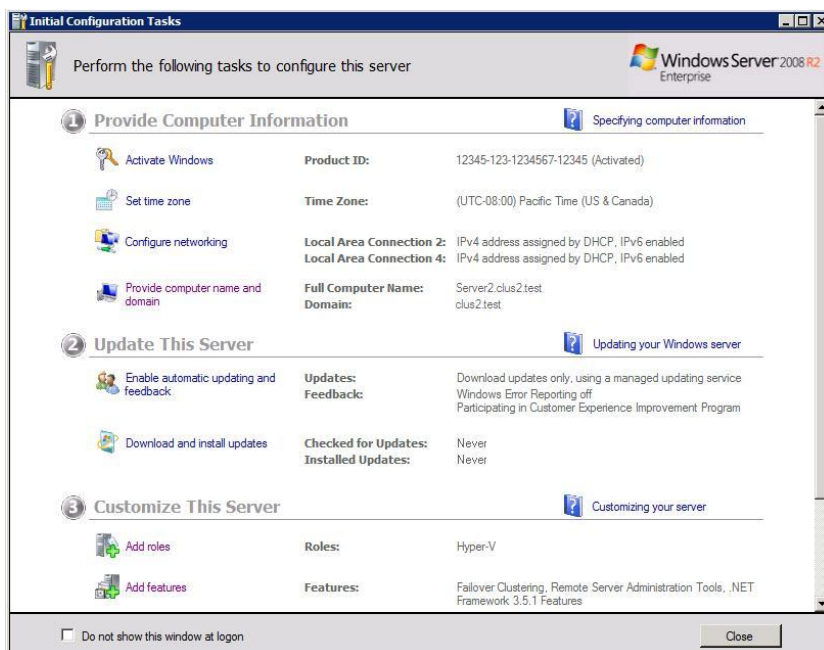 Initial Configuration Tasks
Perform the following tasks to configure this server
Windows Server 2008 R2
Enterprise
1 Provide Computer Information
Specifying computer information
Activate Windows Product ID: 12345-123-1234567-12345 (Activated)
Set time zone Time Zone: (UTC-08:00) Pacific Time (US & Canada)
Configure networking Local Area Connection 2: IPv4 address assigned by DHCP, IPv6 enabled
Local Area Connection 4: IPv4 address assigned by DHCP, IPv6 enabled
Provide computer name and Full Computer Name: Server2.clus2.test
domain Domain: clus2.test
2 Update This Server
Updating your Windows server
Enable automatic updating and Updates: Download updates only, using a managed updating service
feedback Feedback: Windows Error Reporting off
Participating in Customer Experience Improvement Program
Download and install updates Checked for Updates: Never
Installed Updates: Never
3 Customize This Server
Customizing your server
Add roles Roles: Hyper-V
Add features Features: Failover Clustering, Remote Server Administration Tools, .NET
Framework 3.5.1 Features
Do not show this window at logon
Close